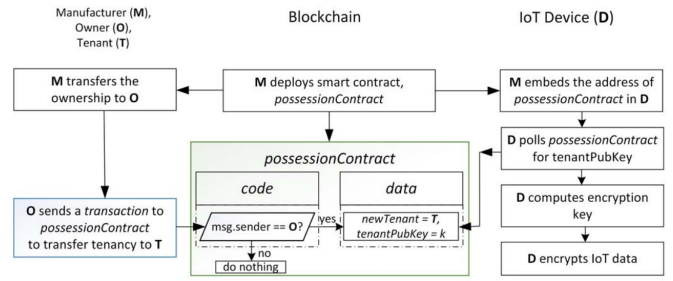 Manufacturer (M),
Owner (O),
Tenant (T)
Blockchain
IoT Device (D)
M transfers the
ownership to O
M deploys smart contract,
possessionContract
M embeds the address of
possessionContract in D
D polls possessionContract
for tenantPubKey
possessionContract
code
data
O sends a transaction to
possessionContract
to transfer tenancy to T
msg.sender == O?
yes
newTenant = T,
tenantPubKey = k
no
do nothing
D computes encryption
key
D encrypts IoT data